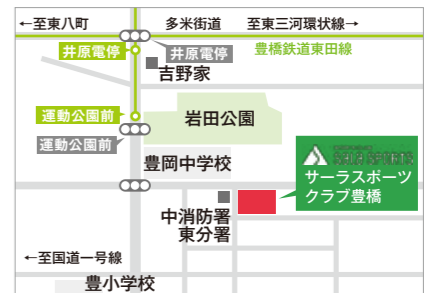 ←至東八町
多米街道
至東三河環状線→
井原電停
井原電停
豊橋鉄道東田線
吉野家
運動公園前
岩田公園
運動公園前
豊岡中学校
サーラスポーツ
クラブ豊橋
中消防署
東分署
←至国道一号線
豊小学校